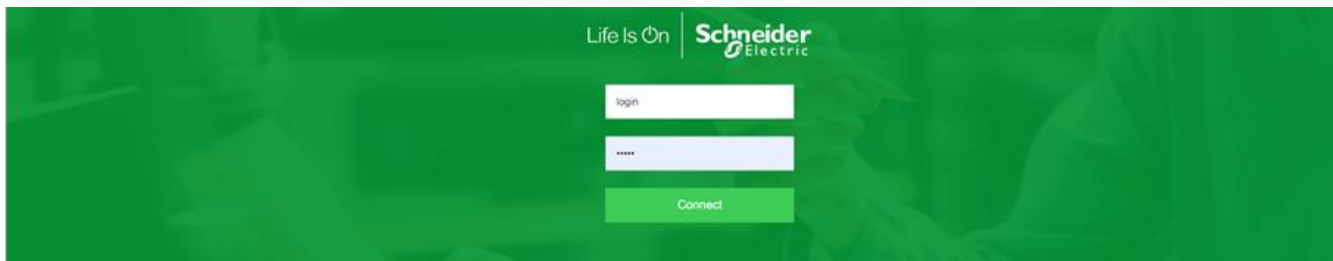 Life Is On | Schneider
Electric
login
•••••
Connect